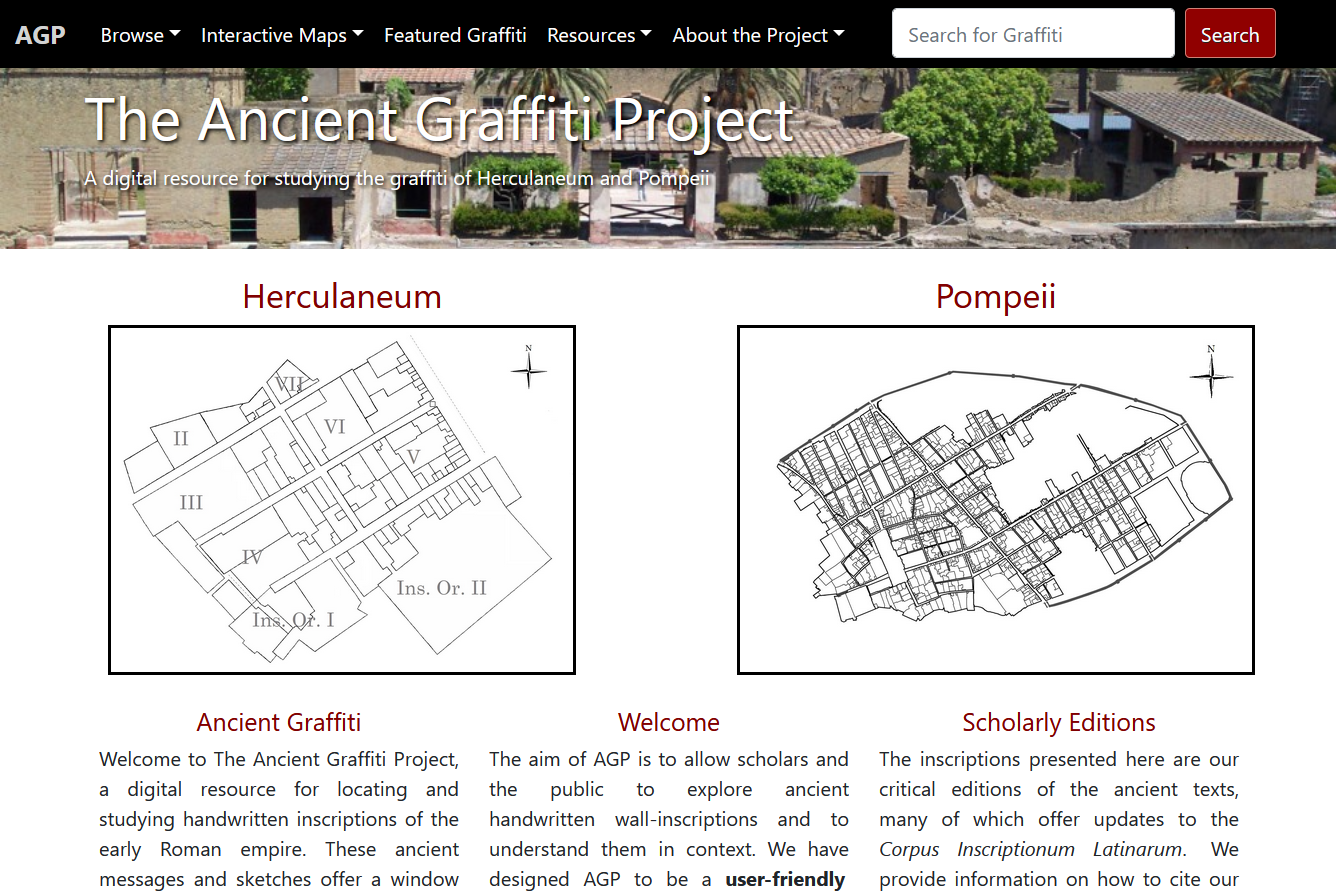 AGP Browse Interactive Maps Featured Graffiti Resources About the Project Search for Graffiti Search
The Ancient Graffiti Project
A digital resource for studying the graffiti of Herculaneum and Pompeii
Herculaneum
N
VII
VI
II
V
III
IV
Ins. Or. II
Ins. Or. I
Pompeii
N
Ancient Graffiti
Welcome to The Ancient Graffiti Project,
a digital resource for locating and
studying handwritten inscriptions of the
early Roman empire. These ancient
messages and sketches offer a window
Welcome
The aim of AGP is to allow scholars and
the public to explore ancient
handwritten wall-inscriptions and to
understand them in context. We have
designed AGP to be a user-friendly
Scholarly Editions
The inscriptions presented here are our
critical editions of the ancient texts,
many of which offer updates to the
Corpus Inscriptionum Latinarum. We
provide information on how to cite our